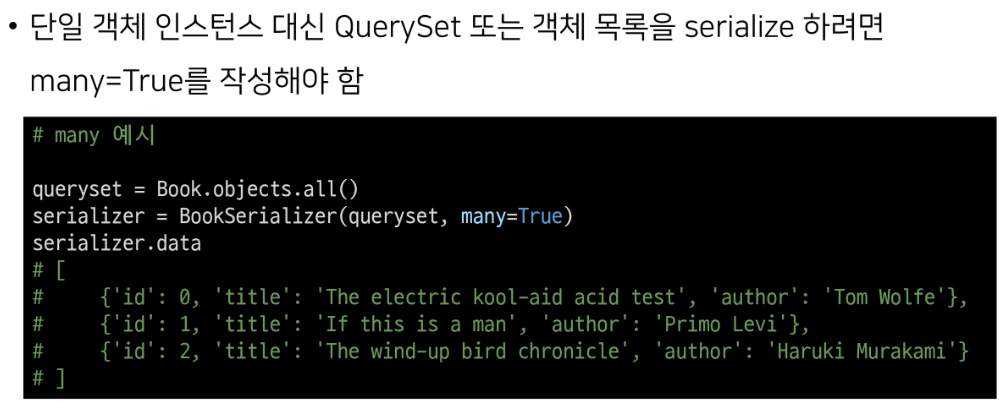 • 단일 객체 인스턴스 대신 QuerySet 또는 객체 목록을 serialize 하려면
many=True를 작성해야 함
# many 예시
queryset = Book.objects.all()
serializer = BookSerializer(queryset, many=True)
serializer.data
# [
#     {'id': 0, 'title': 'The electric kool-aid acid test', 'author': 'Tom Wolfe'},
#     {'id': 1, 'title': 'If this is a man', 'author': 'Primo Levi'},
#     {'id': 2, 'title': 'The wind-up bird chronicle', 'author': 'Haruki Murakami'}
# ]